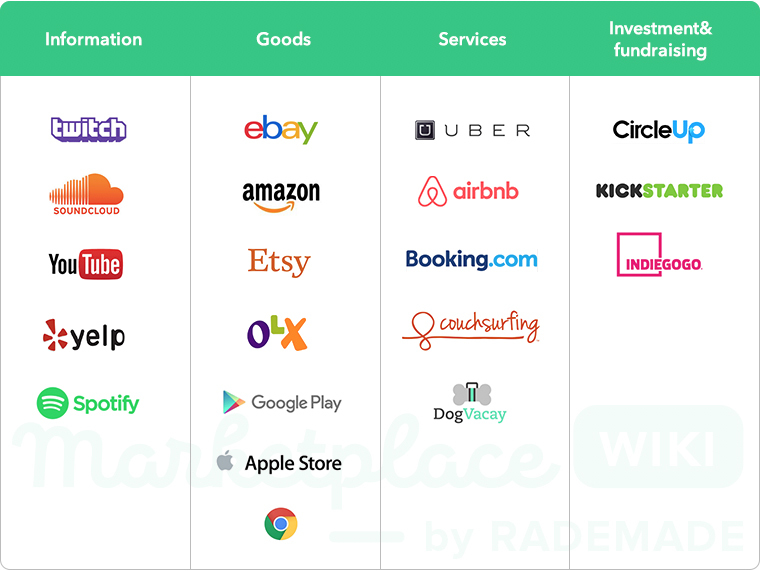 Information
Goods
Services
Investment&
fundraising
twitch
SOUNDCLOUD
YouTube
yelp
Spotify
ebay
amazon
Etsy
OLX
Google Play
Apple Store
U UBER
airbnb
Booking.com
couchsurfing
DogVacay
CircleUp
KICKSTARTER
INDIEGOGO
Marketplace WIKI
by RADEMADE